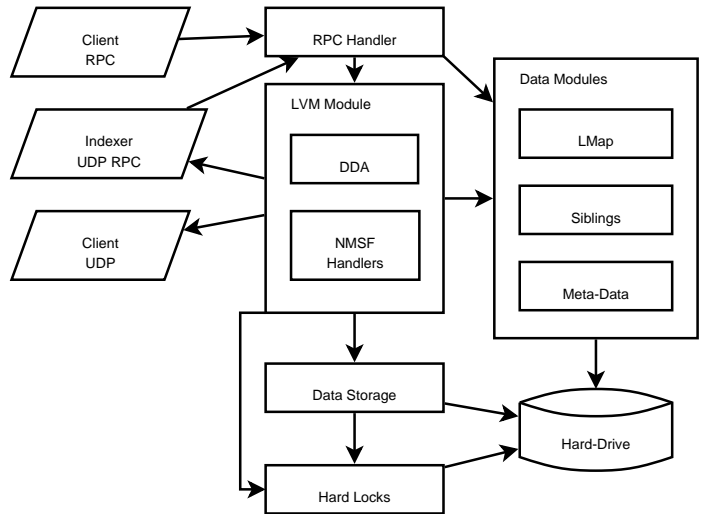 Client
RPC
RPC Handler
Data Modules
LVM Module
LMap
Indexer
UDP RPC
DDA
Siblings
Client
UDP
NMSF
Handlers
Meta-Data
Data Storage
Hard-Drive
Hard Locks